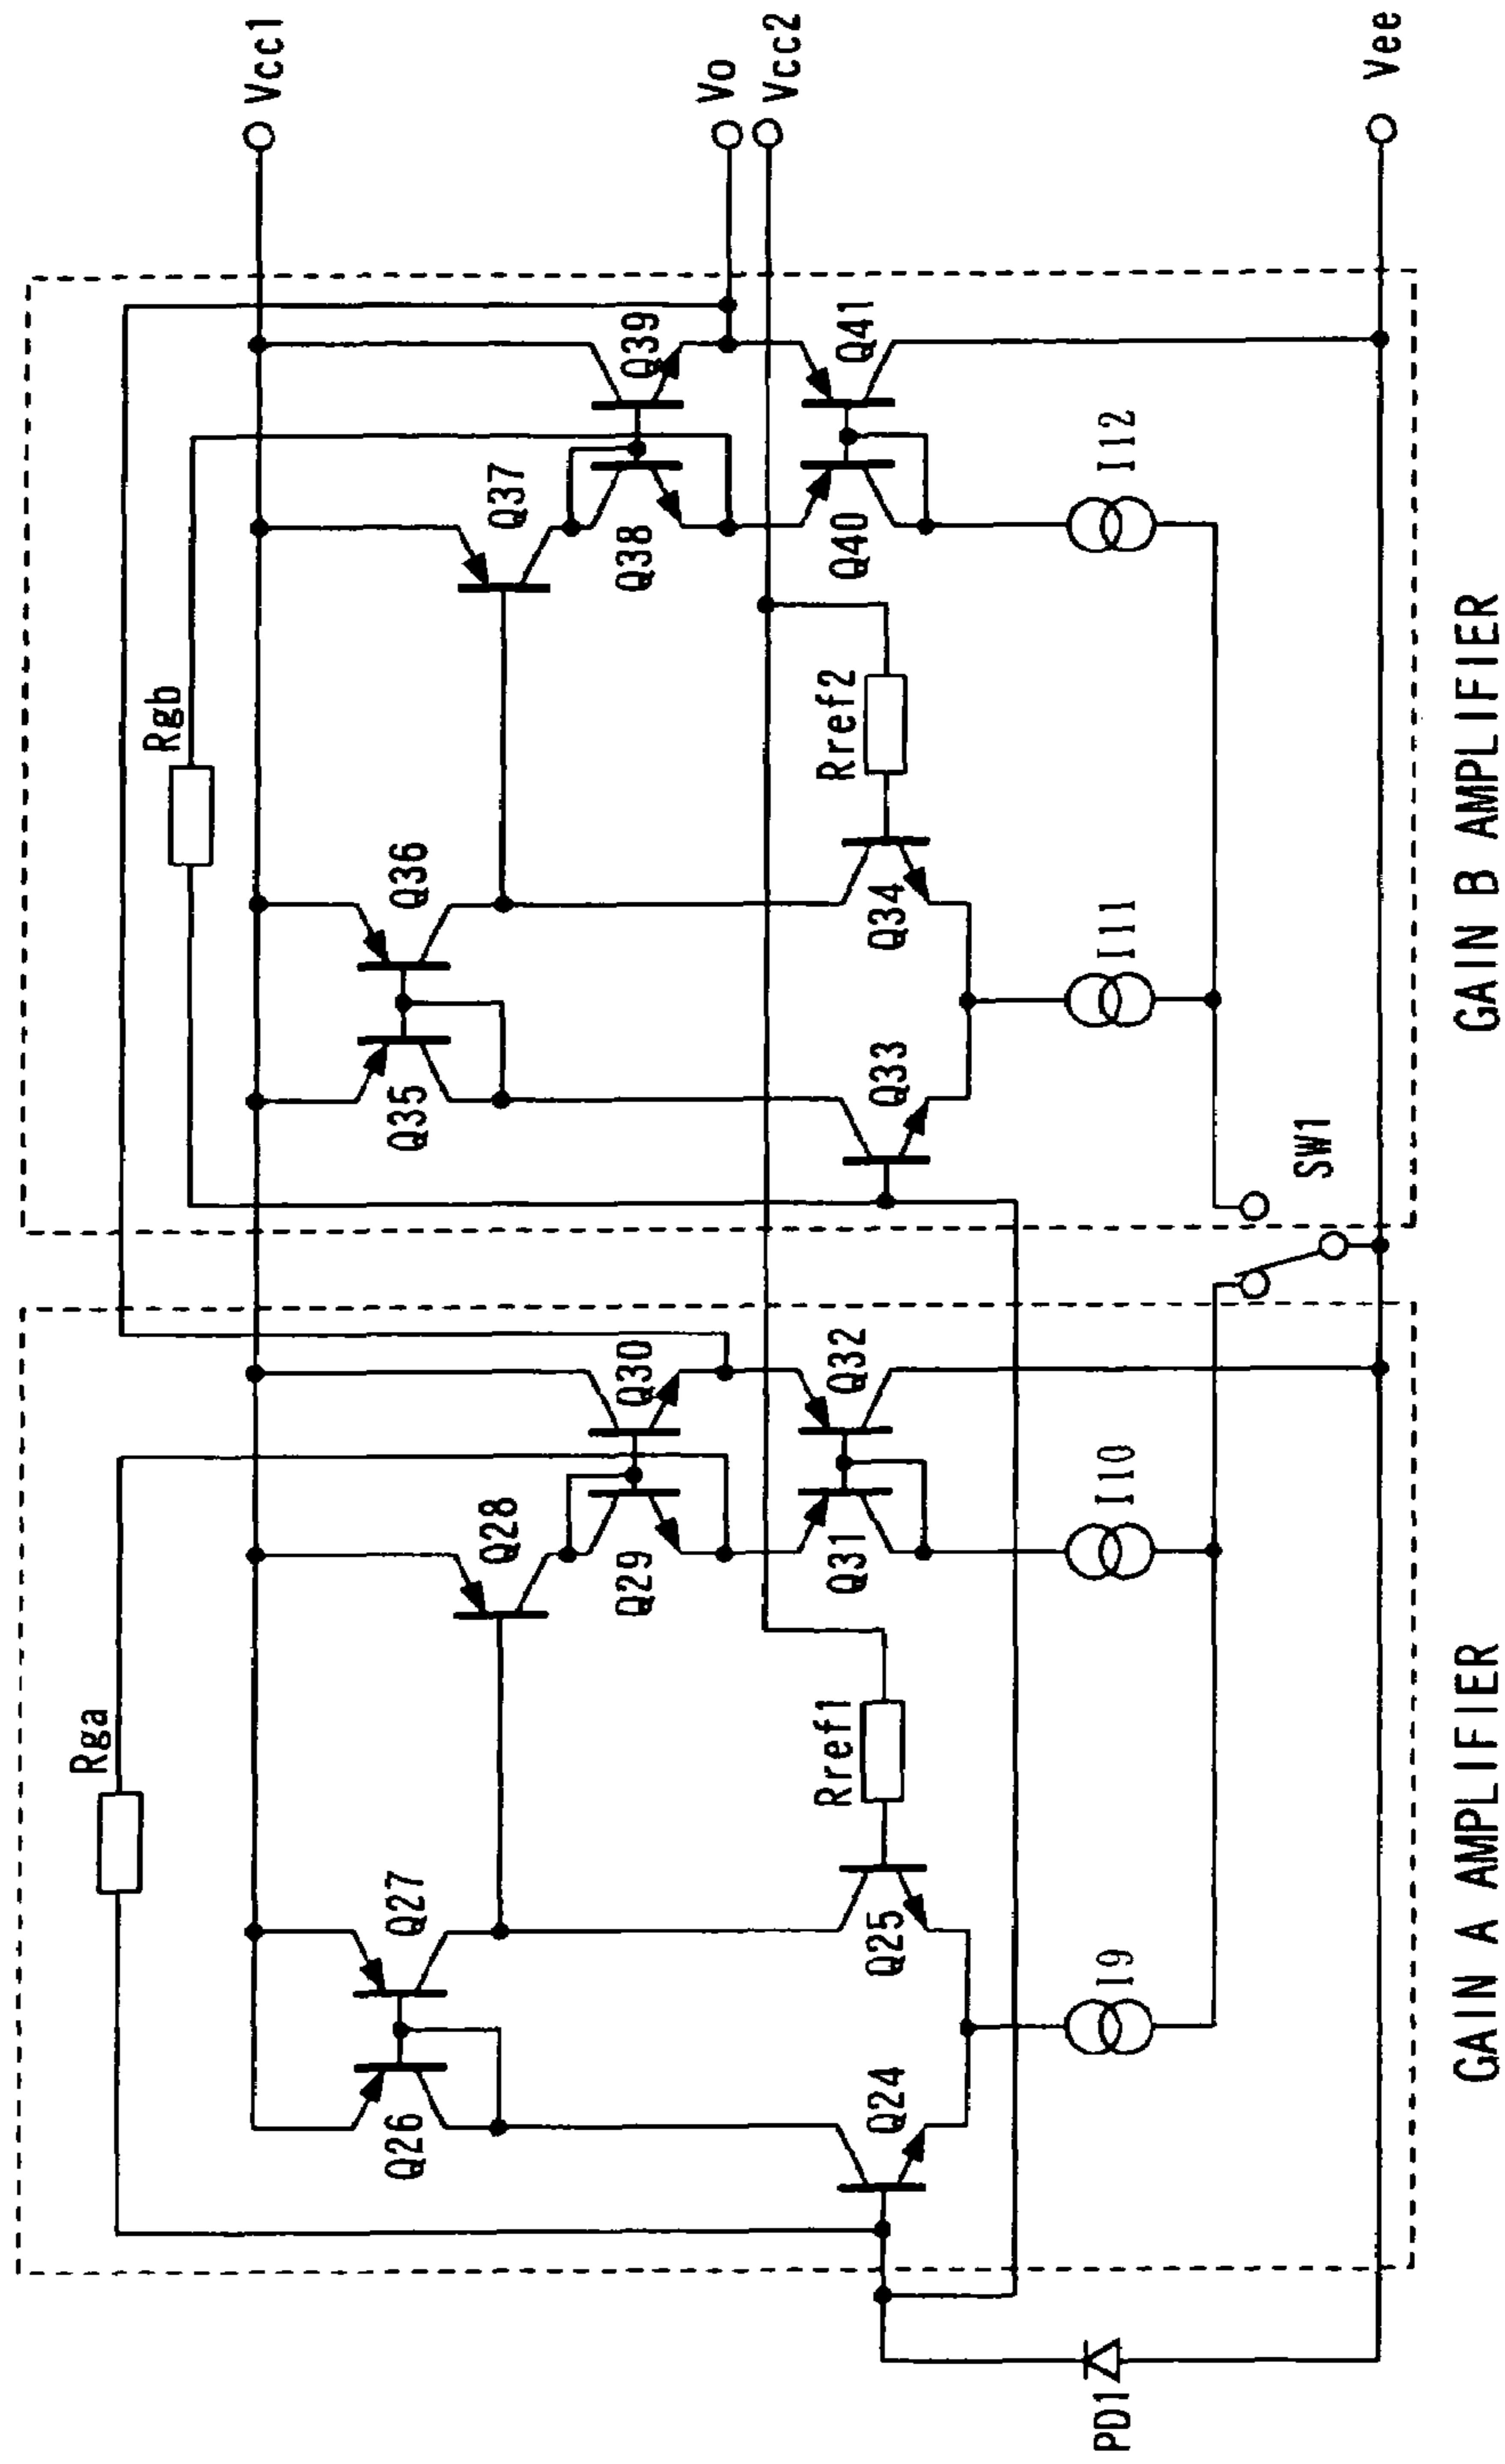 Vcc1
Vo
Vcc2
Vee
Rga
Rgb
Q26
Q27
Q28
Q29
Q30
Q31
Q32
Q24
Q25
Rref1
I9
I10
SW1
Q35
Q36
Q37
Q38
Q39
Q40
Q41
Q33
Q34
Rref2
I11
I12
PD1
GAIN A AMPLIFIER
GAIN B AMPLIFIER